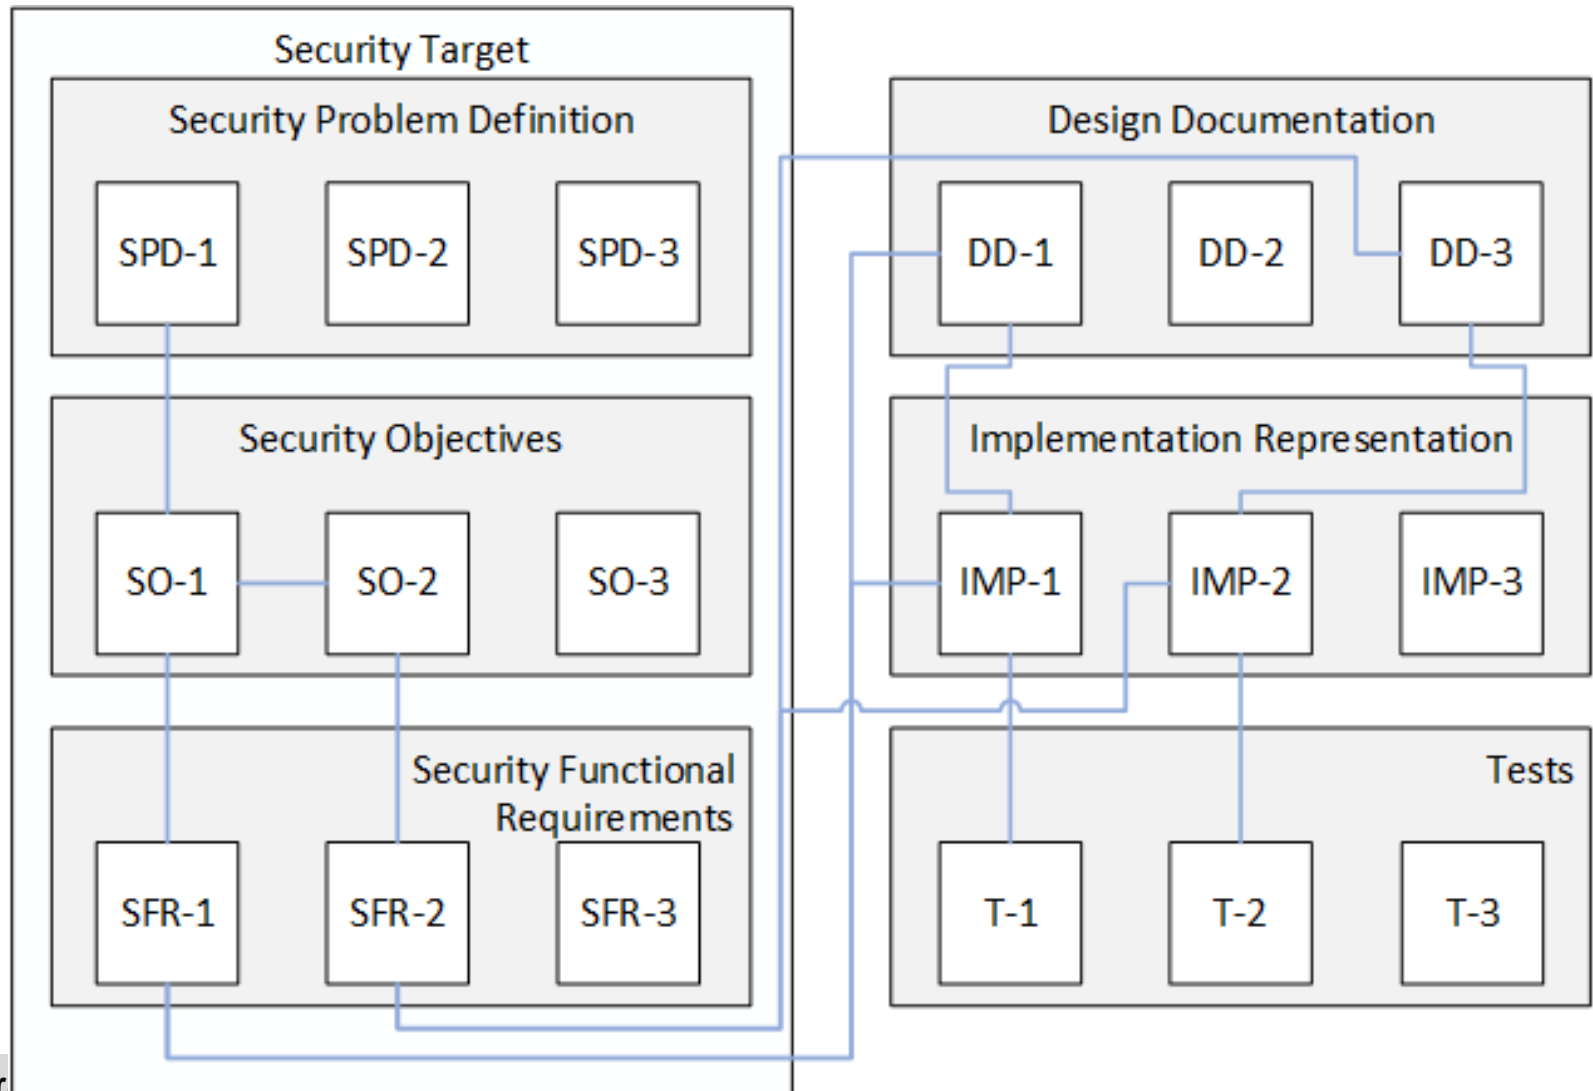 Security Target
Security Problem Definition
SPD-1
SPD-2
SPD-3
Security Objectives
SO-1
SO-2
SO-3
Security Functional
Requirements
SFR-1
SFR-2
SFR-3
Design Documentation
DD-1
DD-2
DD-3
Implementation Representation
IMP-1
IMP-2
IMP-3
Tests
T-1
T-2
T-3
r